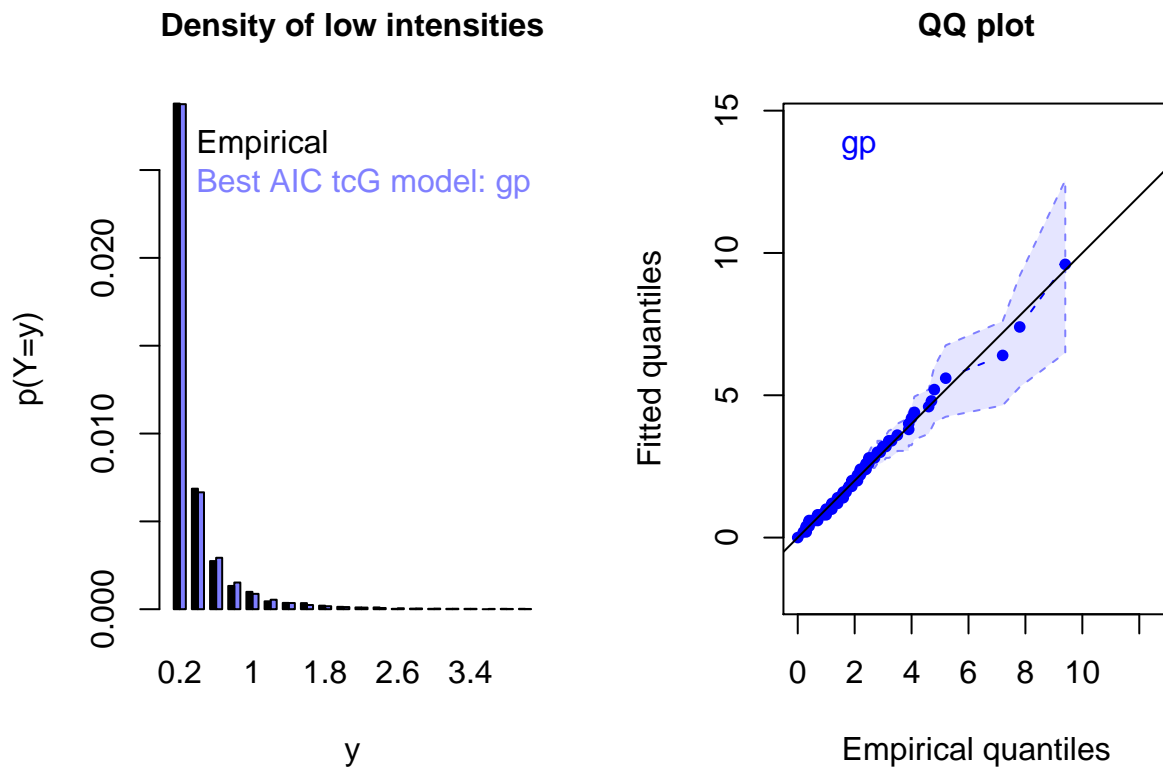 Density of low intensities
Empirical
Best AIC tcG model: gp
p(Y=y)
0.020
0.010
0.000
0.2 1 1.8 2.6 3.4
y
QQ plot
gp
Fitted quantiles
15
10
5
0
0 2 4 6 8 10
Empirical quantiles